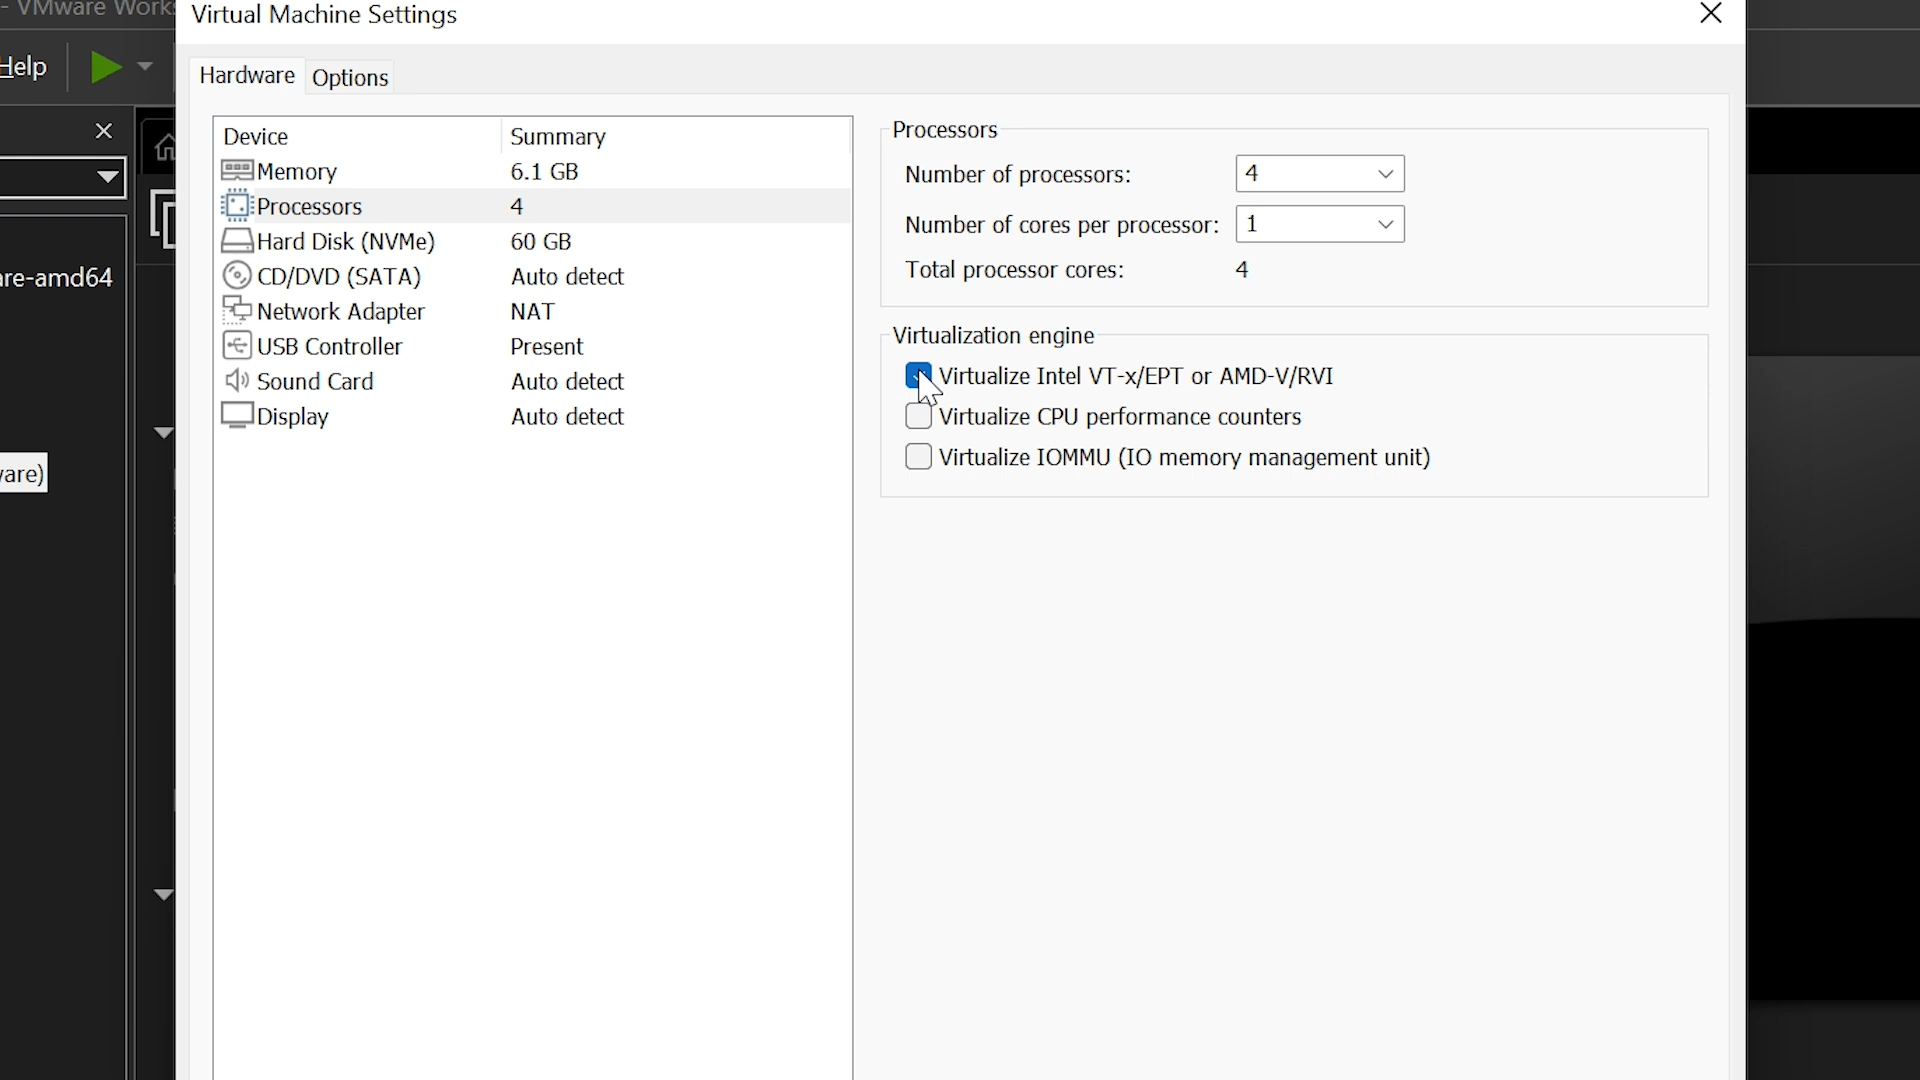 - VMware Works
Virtual Machine Settings
Help
Hardware
Options
Device Summary
Memory 6.1 GB
Processors 4
Hard Disk (NVMe) 60 GB
CD/DVD (SATA) Auto detect
Network Adapter NAT
USB Controller Present
Sound Card Auto detect
Display Auto detect
re-amd64
vare)
Processors
Number of processors: 4
Number of cores per processor: 1
Total processor cores: 4
Virtualization engine
Virtualize Intel VT-x/EPT or AMD-V/RVI
Virtualize CPU performance counters
Virtualize IOMMU (IO memory management unit)